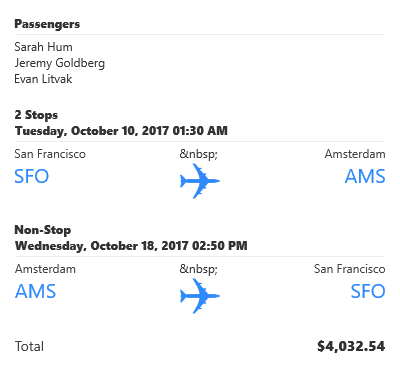 Passengers
Sarah Hum
Jeremy Goldberg
Evan Litvak
2 Stops
Tuesday, October 10, 2017 01:30 AM
San Francisco &nbsp; Amsterdam
SFO AMS
Non-Stop
Wednesday, October 18, 2017 02:50 PM
Amsterdam &nbsp; San Francisco
AMS SFO
Total $4,032.54